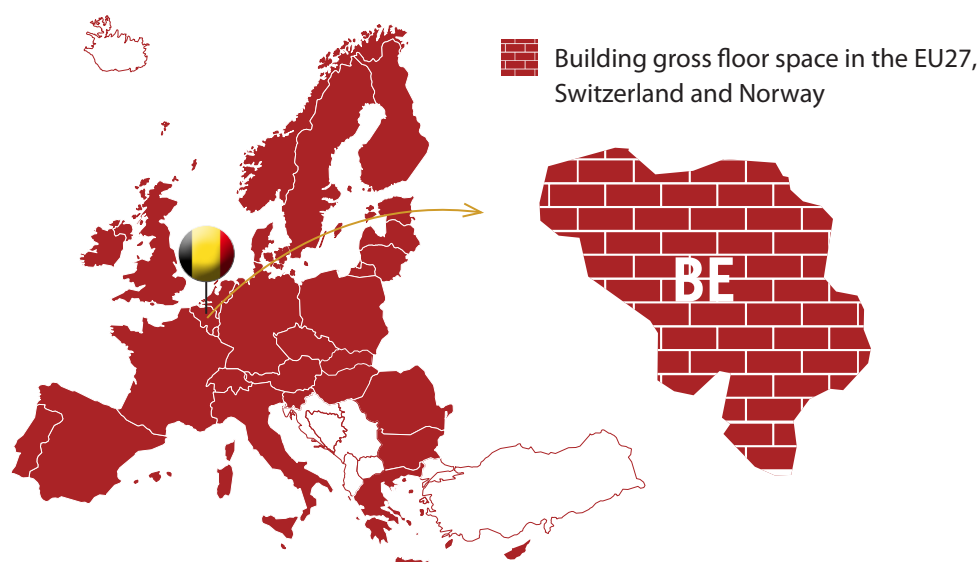 Building gross floor space in the EU27,
Switzerland and Norway
BE